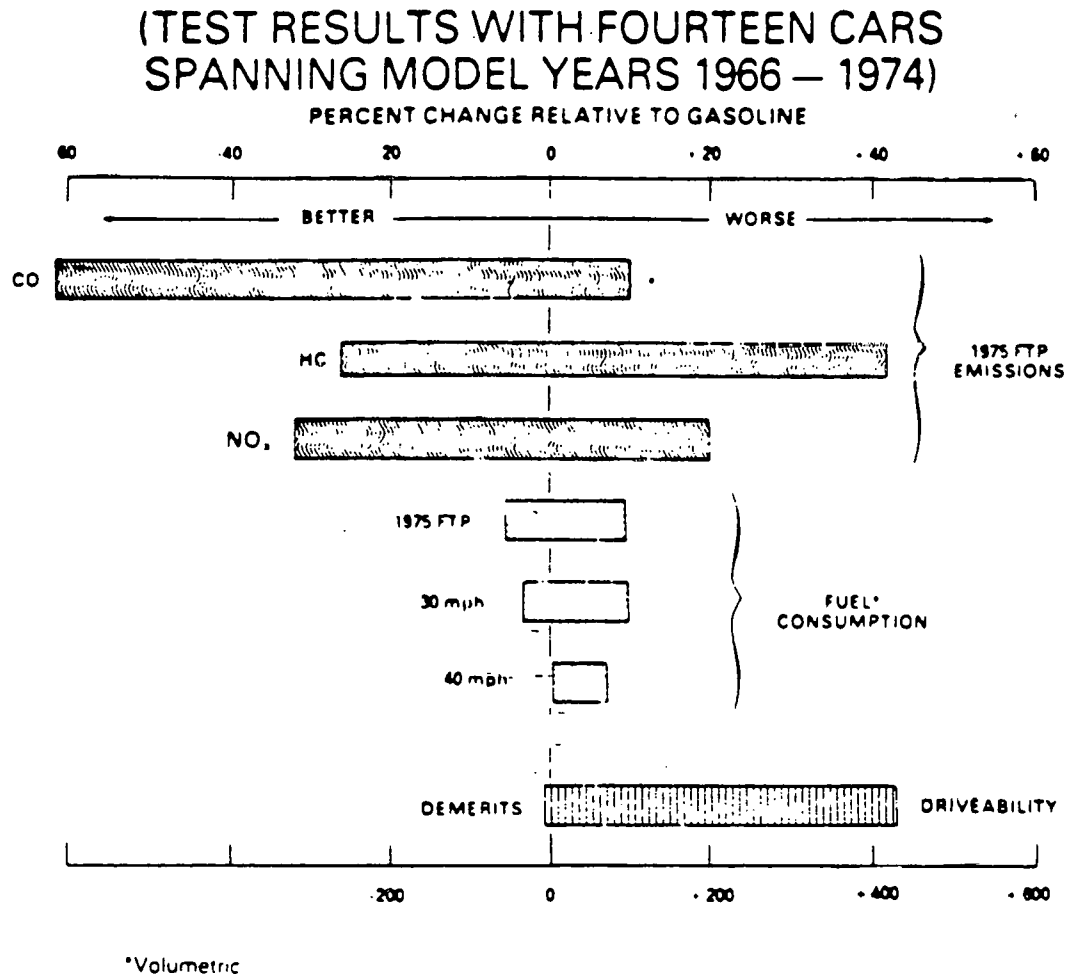 (TEST RESULTS WITH FOURTEEN CARS
SPANNING MODEL YEARS 1966 – 1974)
PERCENT CHANGE RELATIVE TO GASOLINE
60 -40 20 0 +20 +40 +60
BETTER WORSE
CO
HC
1975 FTP
EMISSIONS
NOx
1975 FTP
30 mph
FUEL*
CONSUMPTION
40 mph
DEMERITS DRIVEABILITY
-200 0 +200 +400 +600
*Volumetric